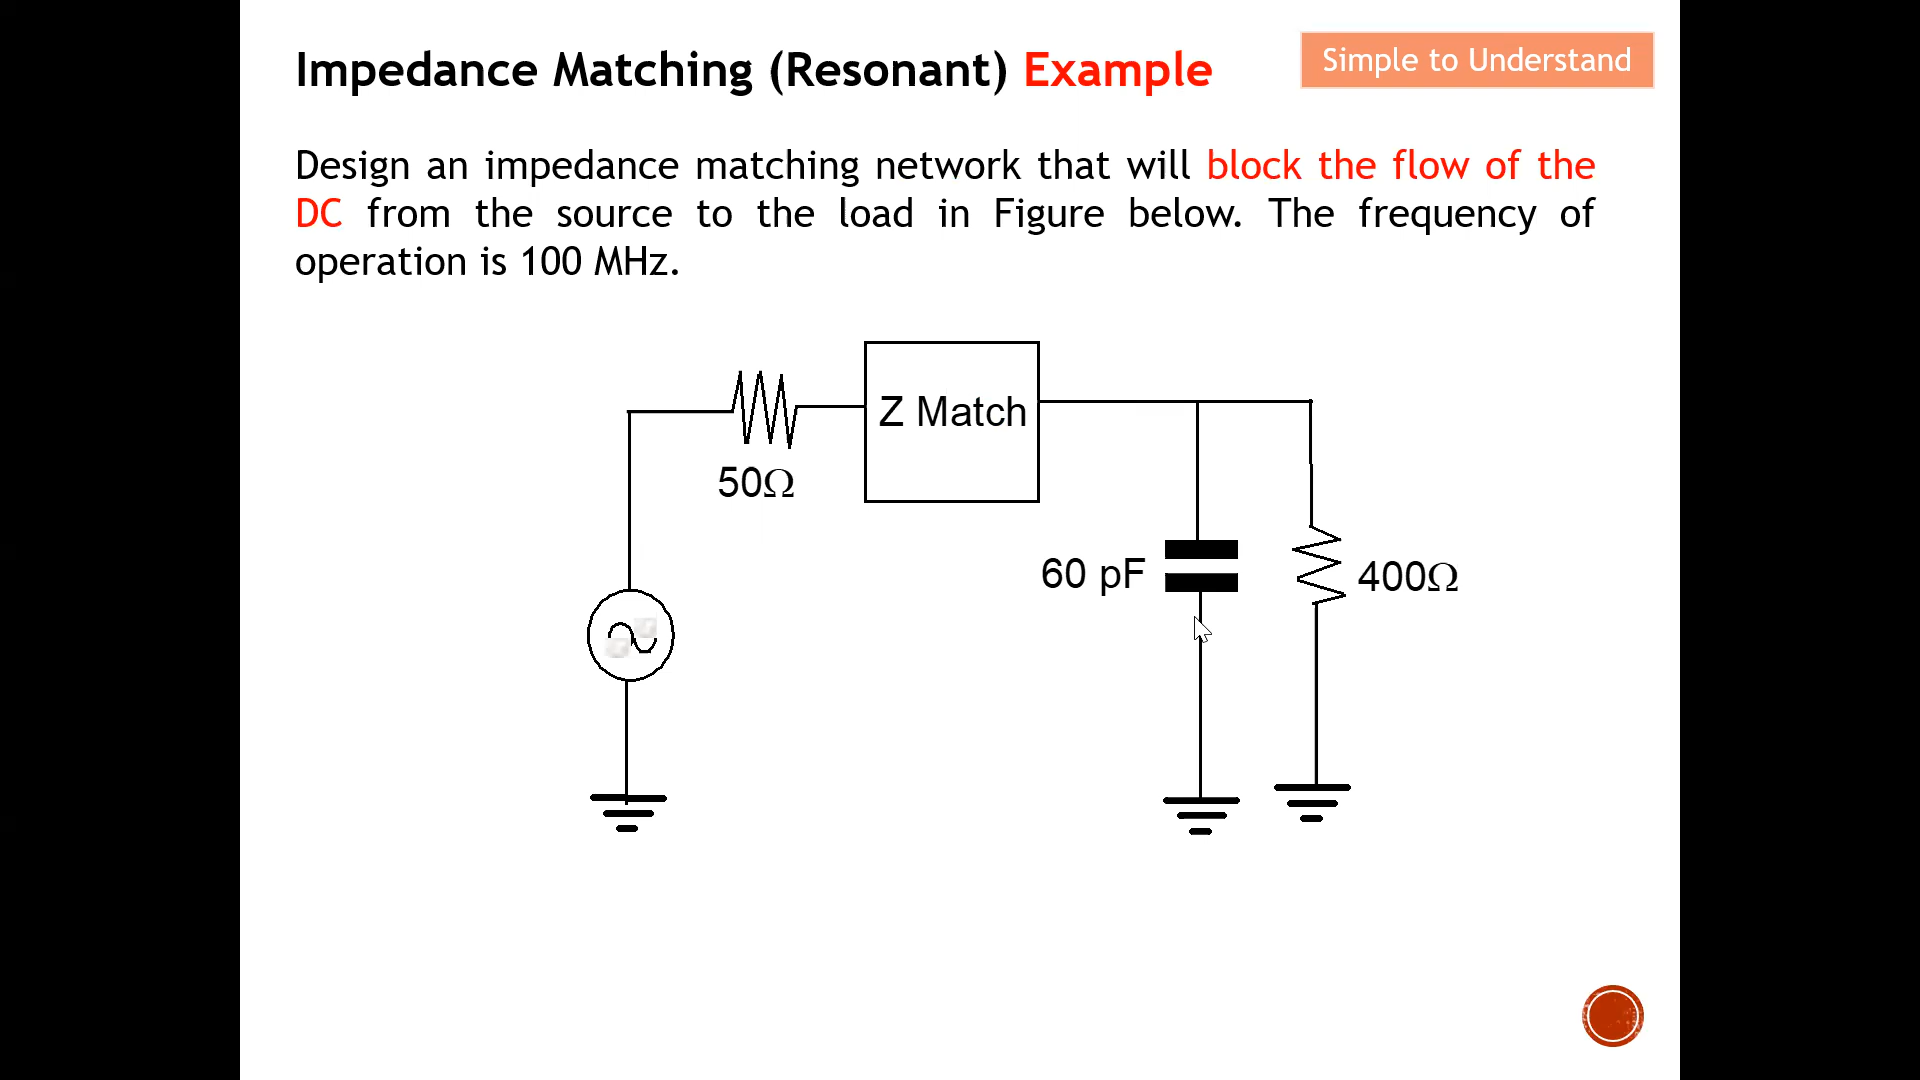 Impedance Matching (Resonant) Example
Simple to Understand
Design an impedance matching network that will block the flow of the
DC from the source to the load in Figure below. The frequency of
operation is 100 MHz.
Z Match
50Ω
60 pF
400Ω